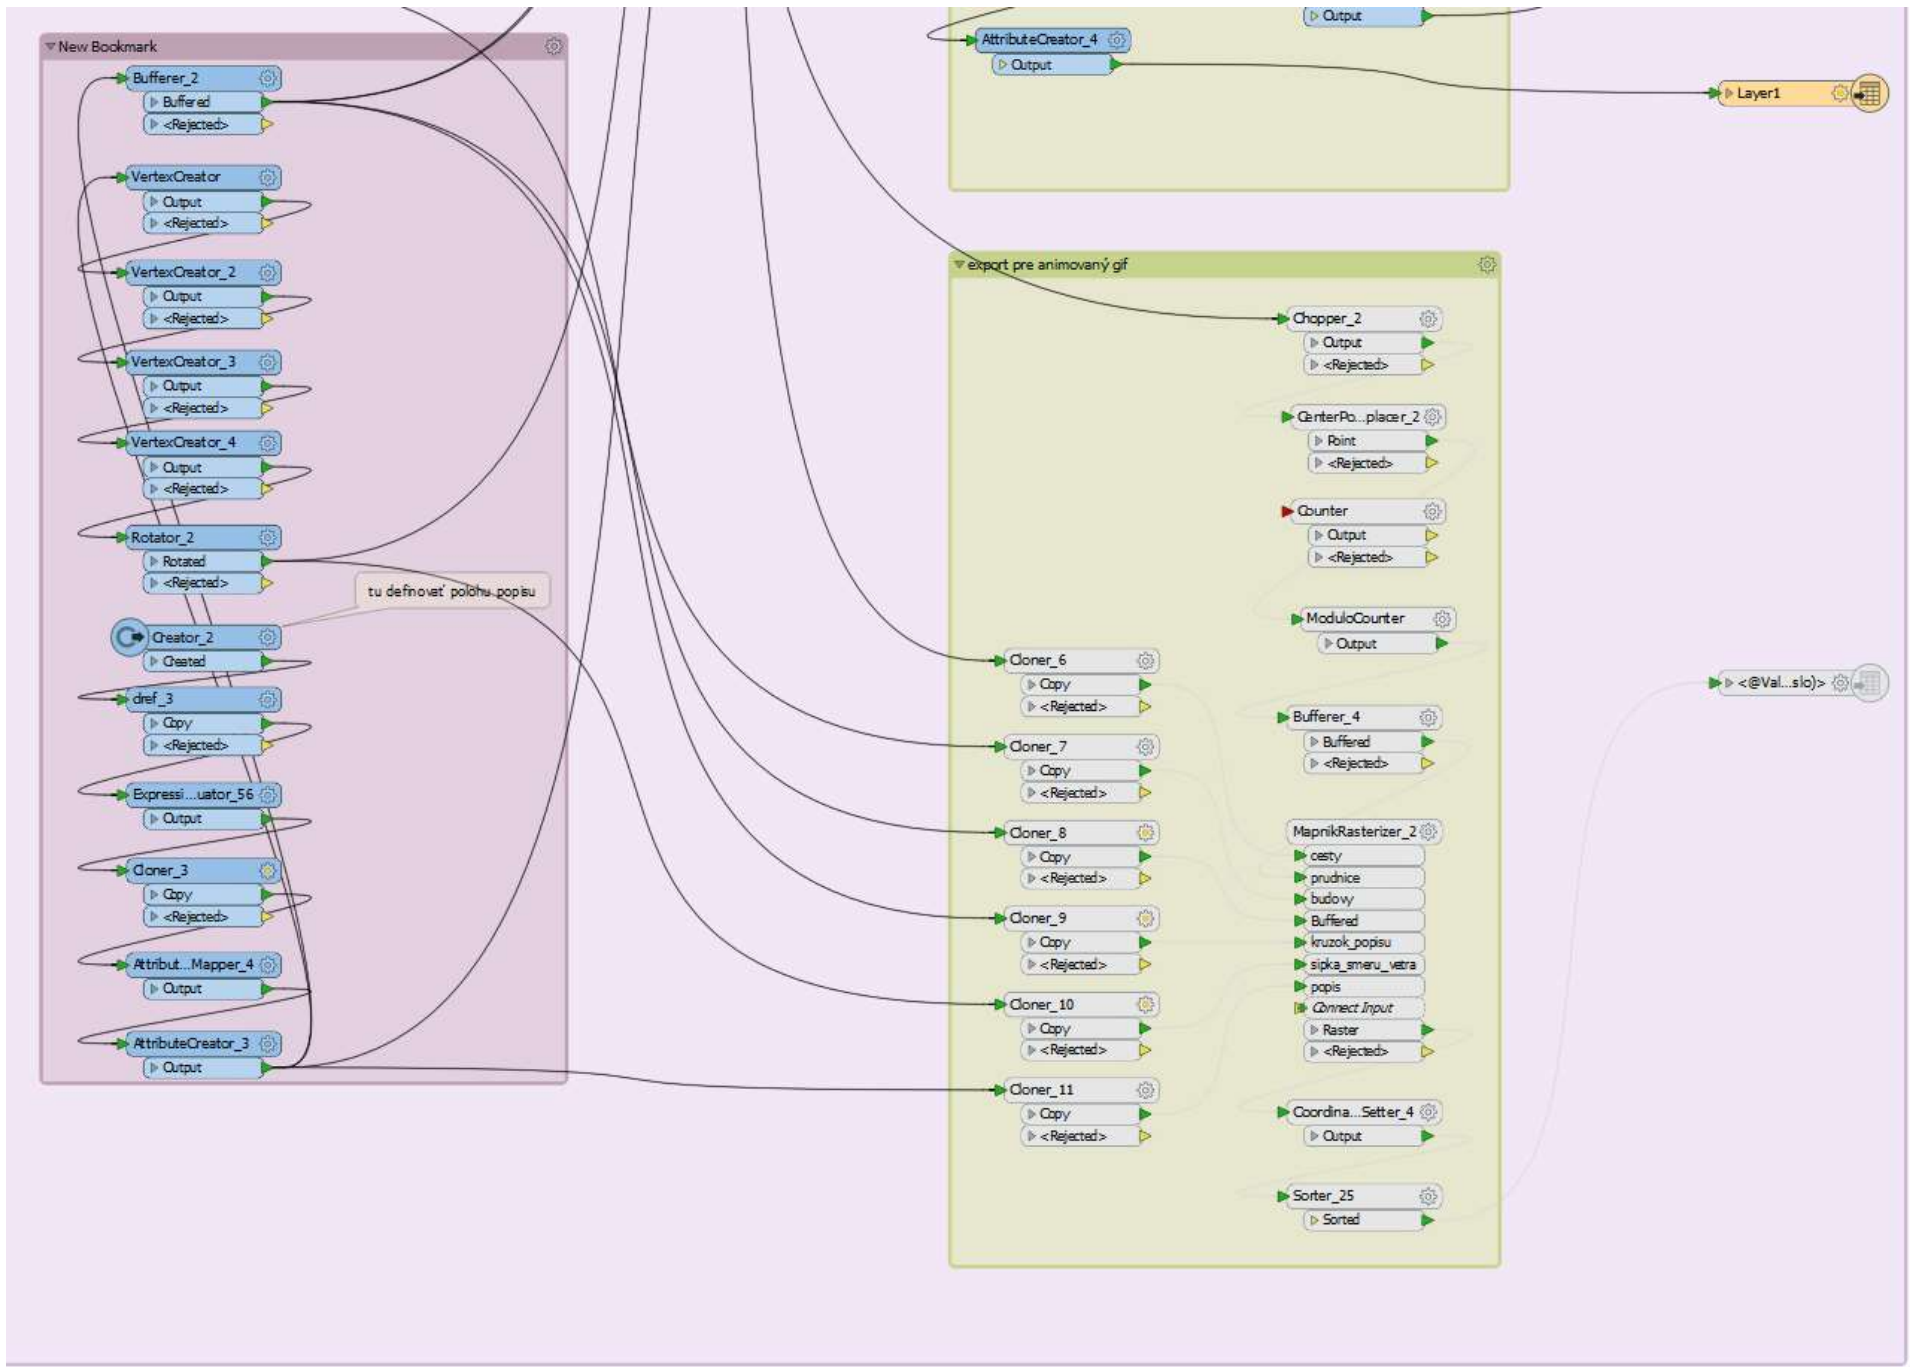 New Bookmark
Bufferer_2
Buffered
<Rejected>
VertexCreator
Output
<Rejected>
VertexCreator_2
Output
<Rejected>
VertexCreator_3
Output
<Rejected>
VertexCreator_4
Output
<Rejected>
Rotator_2
Rotated
<Rejected>
tu definovať polohu popisu
Creator_2
Created
dref_3
Copy
<Rejected>
Expressi...uator_56
Output
Cloner_3
Copy
<Rejected>
Attribut...Mapper_4
Output
AttributeCreator_3
Output
Output
AttributeCreator_4
Output
Layer1
export pre animovaný gif
Chopper_2
Output
<Rejected>
CenterPo...placer_2
Point
<Rejected>
Counter
Output
<Rejected>
ModuloCounter
Output
Cloner_6
Copy
<Rejected>
Cloner_7
Copy
<Rejected>
Cloner_8
Copy
<Rejected>
Cloner_9
Copy
<Rejected>
Cloner_10
Copy
<Rejected>
Cloner_11
Copy
<Rejected>
Bufferer_4
Buffered
<Rejected>
MapnikRasterizer_2
cesty
prudnice
budovy
Buffered
kruzok_popisu
sipka_smeru_vetra
popis
Connect Input
Raster
<Rejected>
Coordina...Setter_4
Output
Sorter_25
Sorted
<@Val...slo)>